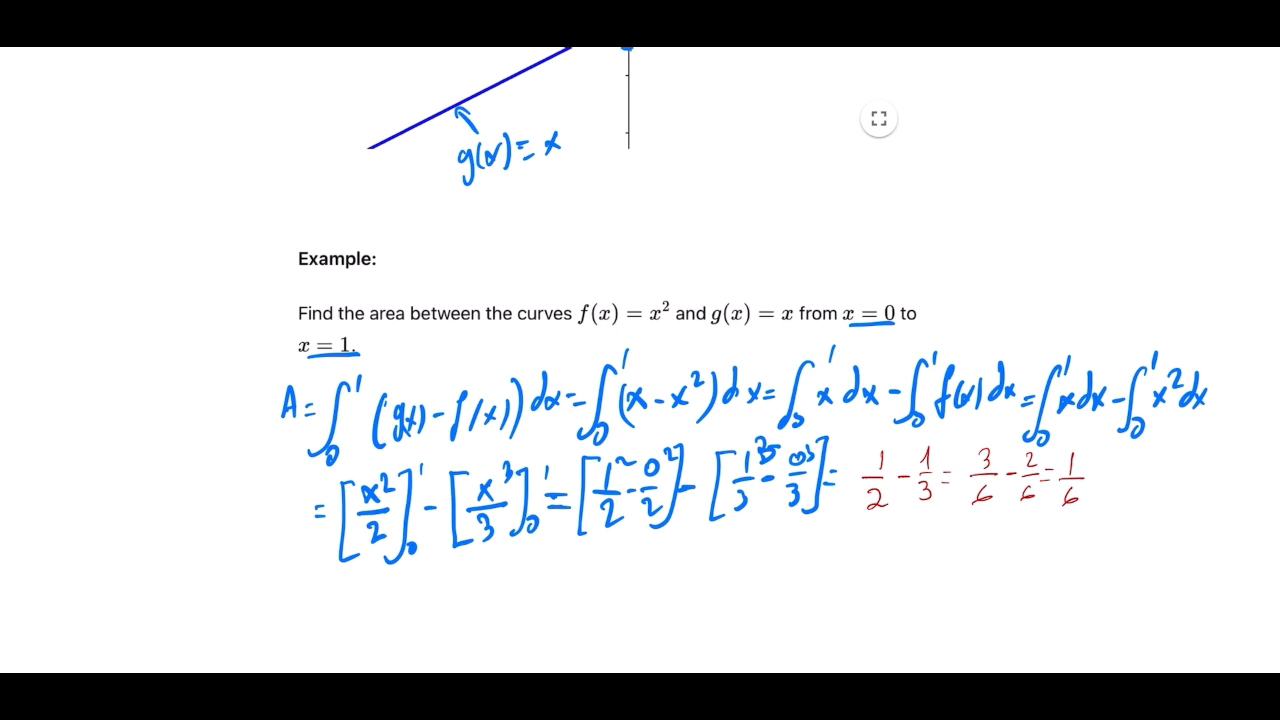 g(x) = x
Example:
Find the area between the curves f(x) = x² and g(x) = x from x = 0 to
x = 1.
A = ∫₀¹ (g(x) - f(x)) dx = ∫₀¹ (x - x²) dx = ∫₀¹ x dx - ∫₀¹ f(x) dx = ∫₀¹ x dx - ∫₀¹ x² dx
= [x²/2]₀¹ - [x³/3]₀¹ = [1²/2 - 0²/2] - [1³/3 - 0³/3] = 1/2 - 1/3 = 3/6 - 2/6 = 1/6